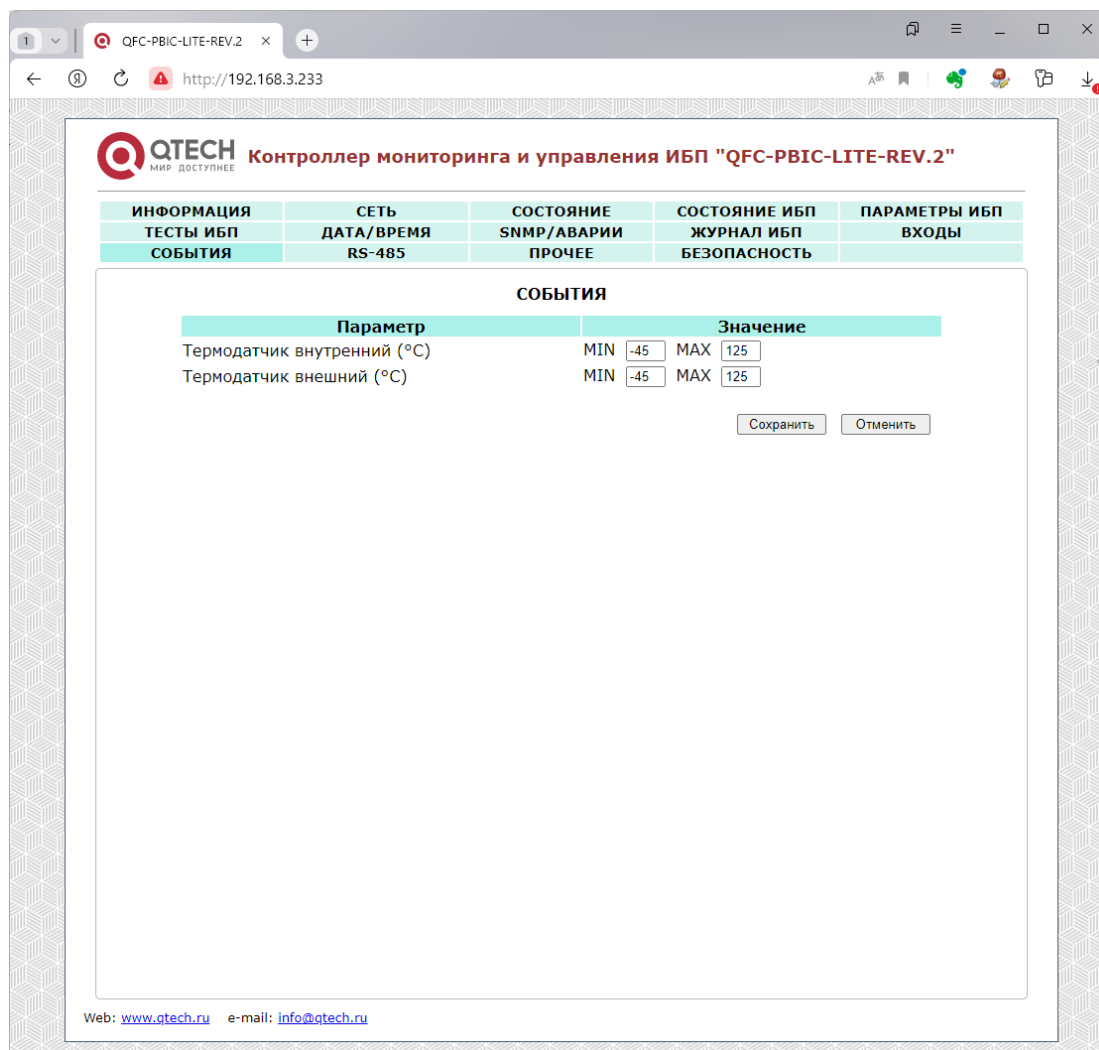 1
QFC-PBIC-LITE-REV.2
http://192.168.3.233
QTECH
МИР ДОСТУПНЕЕ
Контроллер мониторинга и управления ИБП "QFC-PBIC-LITE-REV.2"
ИНФОРМАЦИЯ СЕТЬ СОСТОЯНИЕ СОСТОЯНИЕ ИБП ПАРАМЕТРЫ ИБП
ТЕСТЫ ИБП ДАТА/ВРЕМЯ SNMP/АВАРИИ ЖУРНАЛ ИБП ВХОДЫ
СОБЫТИЯ RS-485 ПРОЧЕЕ БЕЗОПАСНОСТЬ
СОБЫТИЯ
Параметр Значение
Термодатчик внутренний (°C) MIN -45 MAX 125
Термодатчик внешний (°C) MIN -45 MAX 125
Сохранить Отменить
Web: www.qtech.ru e-mail: info@qtech.ru